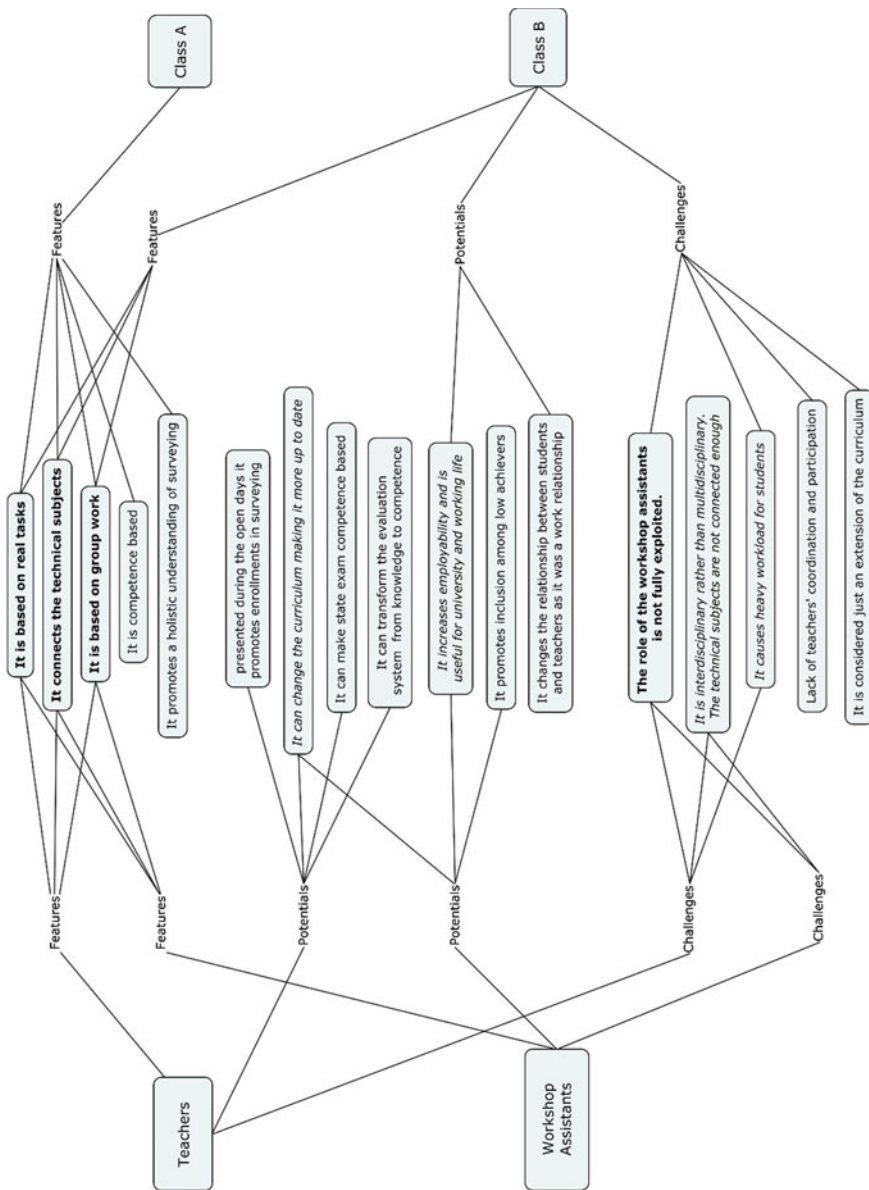 Class A
Class B
Features
Features
Potentials
Challenges
It is based on real tasks
It connects the technical subjects
It is based on group work
It is competence based
It promotes a holistic understanding of surveying
presented during the open days it
promotes enrollments in surveying
It can change the curriculum making it more up to date
It can make state exam competence based
It can transform the evaluation
system from knowledge to competence
It increases employability and is
useful for university and working life
It promotes inclusion among low achievers
It changes the relationship between students
and teachers as it was a work relationship
The role of the workshop assistants
is not fully exploited.
It is interdisciplinary rather than multidisciplinary.
The technical subjects are not connected enough
It causes heavy workload for students
Lack of teachers' coordination and participation
It is considered just an extension of the curriculum
Features
Features
Potentials
Potentials
Challenges
Challenges
Teachers
Workshop
Assistants